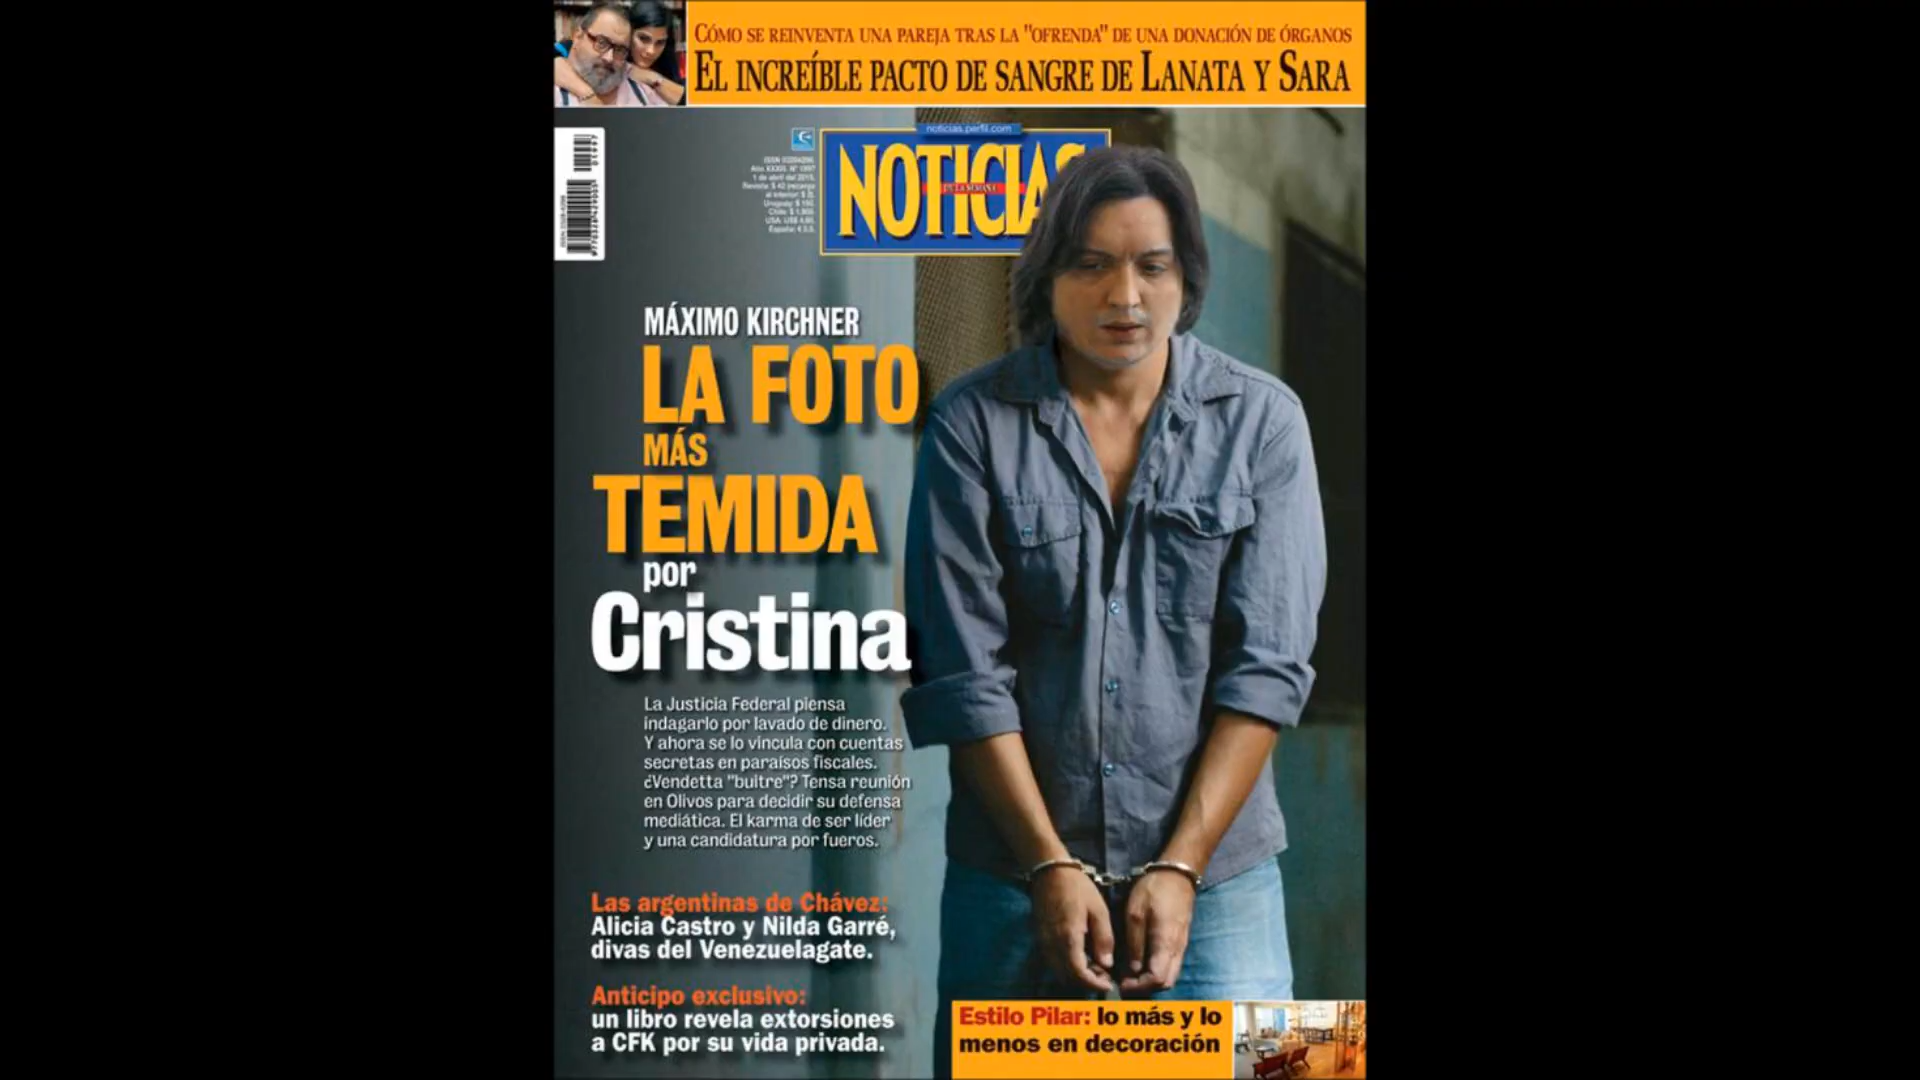 CÓMO SE REINVENTA UNA PAREJA TRAS LA "OFRENDA" DE UNA DONACIÓN DE ÓRGANOS
EL INCREÍBLE PACTO DE SANGRE DE LANATA Y SARA
noticias.perfil.com
NOTICIAS
DE LA SEMANA
MÁXIMO KIRCHNER
LA FOTO
MÁS
TEMIDA
por
Cristina
La Justicia Federal piensa
indagarlo por lavado de dinero.
Y ahora se lo vincula con cuentas
secretas en paraísos fiscales.
¿Vendetta "buitre"? Tensa reunión
en Olivos para decidir su defensa
mediática. El karma de ser líder
y una candidatura por fueros.
Las argentinas de Chávez:
Alicia Castro y Nilda Garré,
divas del Venezuelagate.
Anticipo exclusivo:
un libro revela extorsiones
a CFK por su vida privada.
Estilo Pilar: lo más y lo
menos en decoración